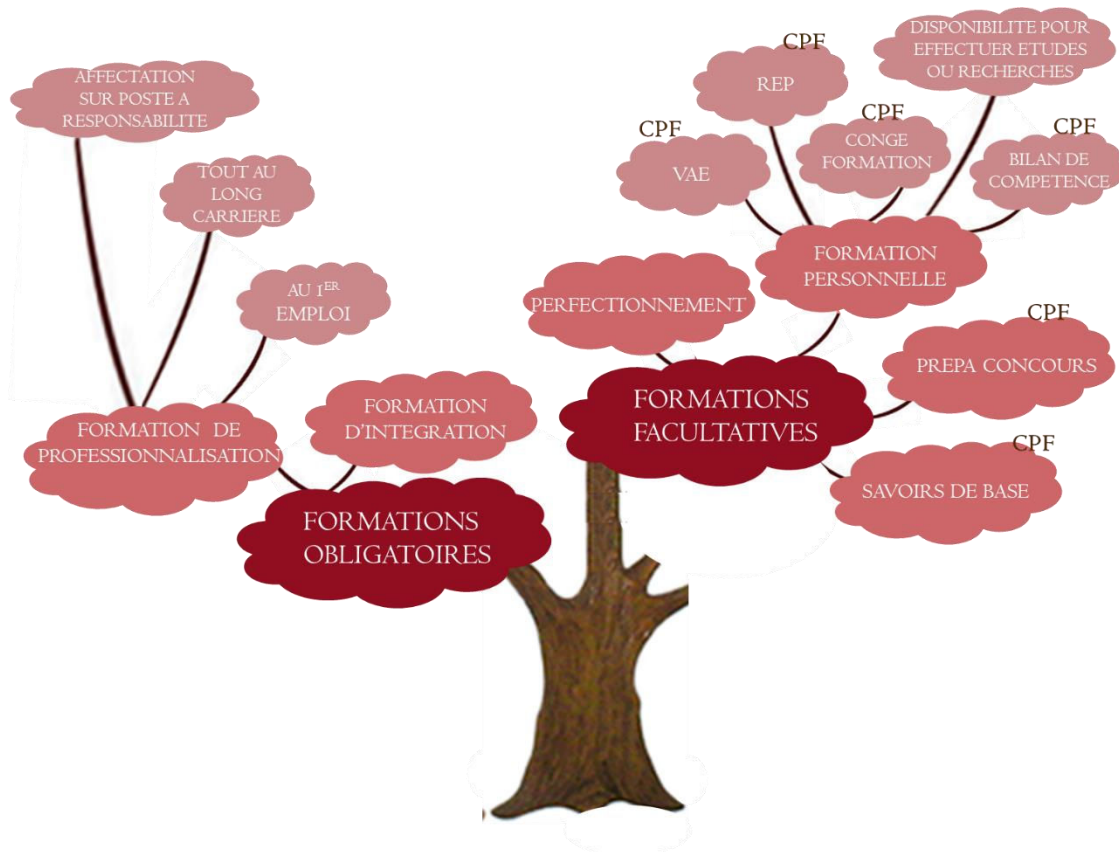 AFFECTATION
SUR POSTE A
RESPONSABILITE
TOUT AU
LONG
CARRIERE
AU 1ER
EMPLOI
FORMATION DE
PROFESSIONNALISATION
FORMATION
D'INTEGRATION
FORMATIONS
OBLIGATOIRES
CPF
REP
DISPONIBILITE POUR
EFFECTUER ETUDES
OU RECHERCHES
CPF
VAE
CPF
CONGE
FORMATION
CPF
BILAN DE
COMPETENCE
FORMATION
PERSONNELLE
PERFECTIONNEMENT
CPF
PREPA CONCOURS
FORMATIONS
FACULTATIVES
CPF
SAVOIRS DE BASE